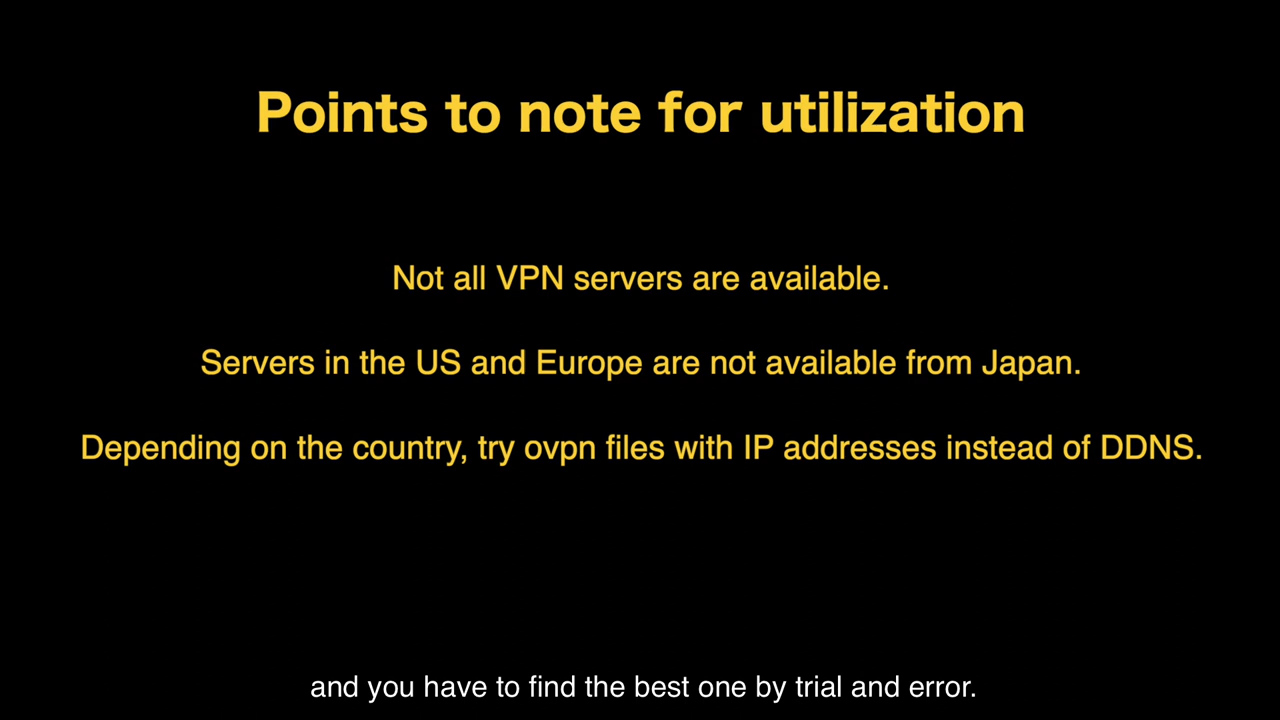 Points to note for utilization
Not all VPN servers are available.
Servers in the US and Europe are not available from Japan.
Depending on the country, try ovpn files with IP addresses instead of DDNS.
and you have to find the best one by trial and error.